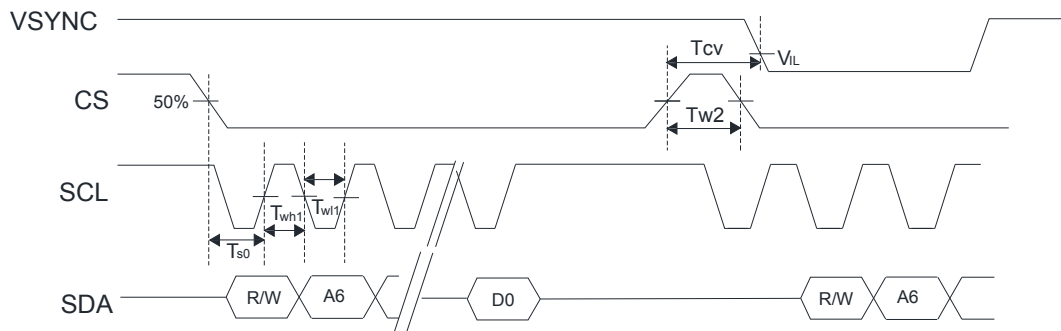 VSYNC
Tcv
VIL
CS
50%
Tw2
SCL
Twh1
Twl1
Ts0
SDA
R/W
A6
D0
R/W
A6